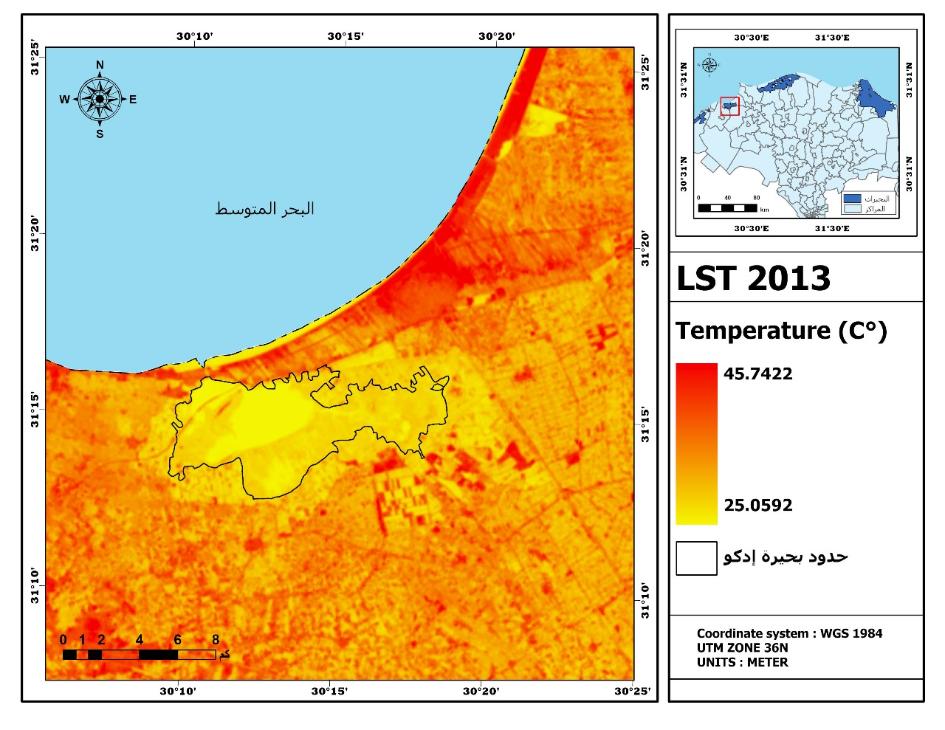 30°10'
30°15'
30°20'
31°25'
31°25'
N
W
E
S
البحر المتوسط
31°20'
31°20'
31°15'
31°15'
31°10'
31°10'
0 1 2 4 6 8
كم
30°10'
30°15'
30°20'
30°25'
30°30'E
31°30'E
31°31'N
31°31'N
30°31'N
30°31'N
0 40 80
km
البحيرات
المراكز
30°30'E
31°30'E
LST 2013
Temperature (C°)
45.7422
25.0592
حدود بحيرة إدكو
Coordinate system : WGS 1984
UTM ZONE 36N
UNITS : METER